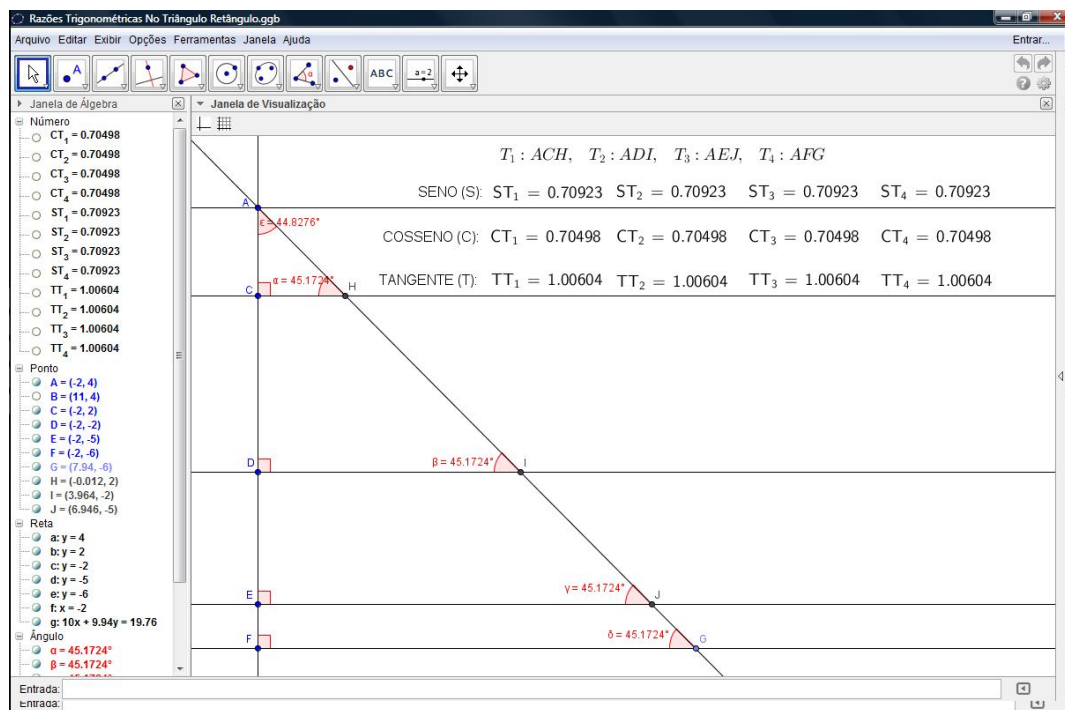 Razões Trigonométricas No Triângulo Retângulo.ggb
Arquivo Editar Exibir Opções Ferramentas Janela Ajuda
Entrar...
A
α
ABC
a=2
Janela de Álgebra
Número
CT₁ = 0.70498
CT₂ = 0.70498
CT₃ = 0.70498
CT₄ = 0.70498
ST₁ = 0.70923
ST₂ = 0.70923
ST₃ = 0.70923
ST₄ = 0.70923
TT₁ = 1.00604
TT₂ = 1.00604
TT₃ = 1.00604
TT₄ = 1.00604
Ponto
A = (-2, 4)
B = (11, 4)
C = (-2, 2)
D = (-2, -2)
E = (-2, -5)
F = (-2, -6)
G = (7.94, -6)
H = (-0.012, 2)
I = (3.964, -2)
J = (6.946, -5)
Reta
a: y = 4
b: y = 2
c: y = -2
d: y = -5
e: y = -6
f: x = -2
g: 10x + 9.94y = 19.76
Ângulo
α = 45.1724°
β = 45.1724°
Janela de Visualização
T₁ : ACH, T₂ : ADI, T₃ : AEJ, T₄ : AFG
SENO (S): ST₁ = 0.70923 ST₂ = 0.70923 ST₃ = 0.70923 ST₄ = 0.70923
A
ε = 44.8276°
COSSENO (C): CT₁ = 0.70498 CT₂ = 0.70498 CT₃ = 0.70498 CT₄ = 0.70498
TANGENTE (T): TT₁ = 1.00604 TT₂ = 1.00604 TT₃ = 1.00604 TT₄ = 1.00604
C α = 45.1724° H
D β = 45.1724° I
E γ = 45.1724° J
F δ = 45.1724° G
Entrada:
Entrada: